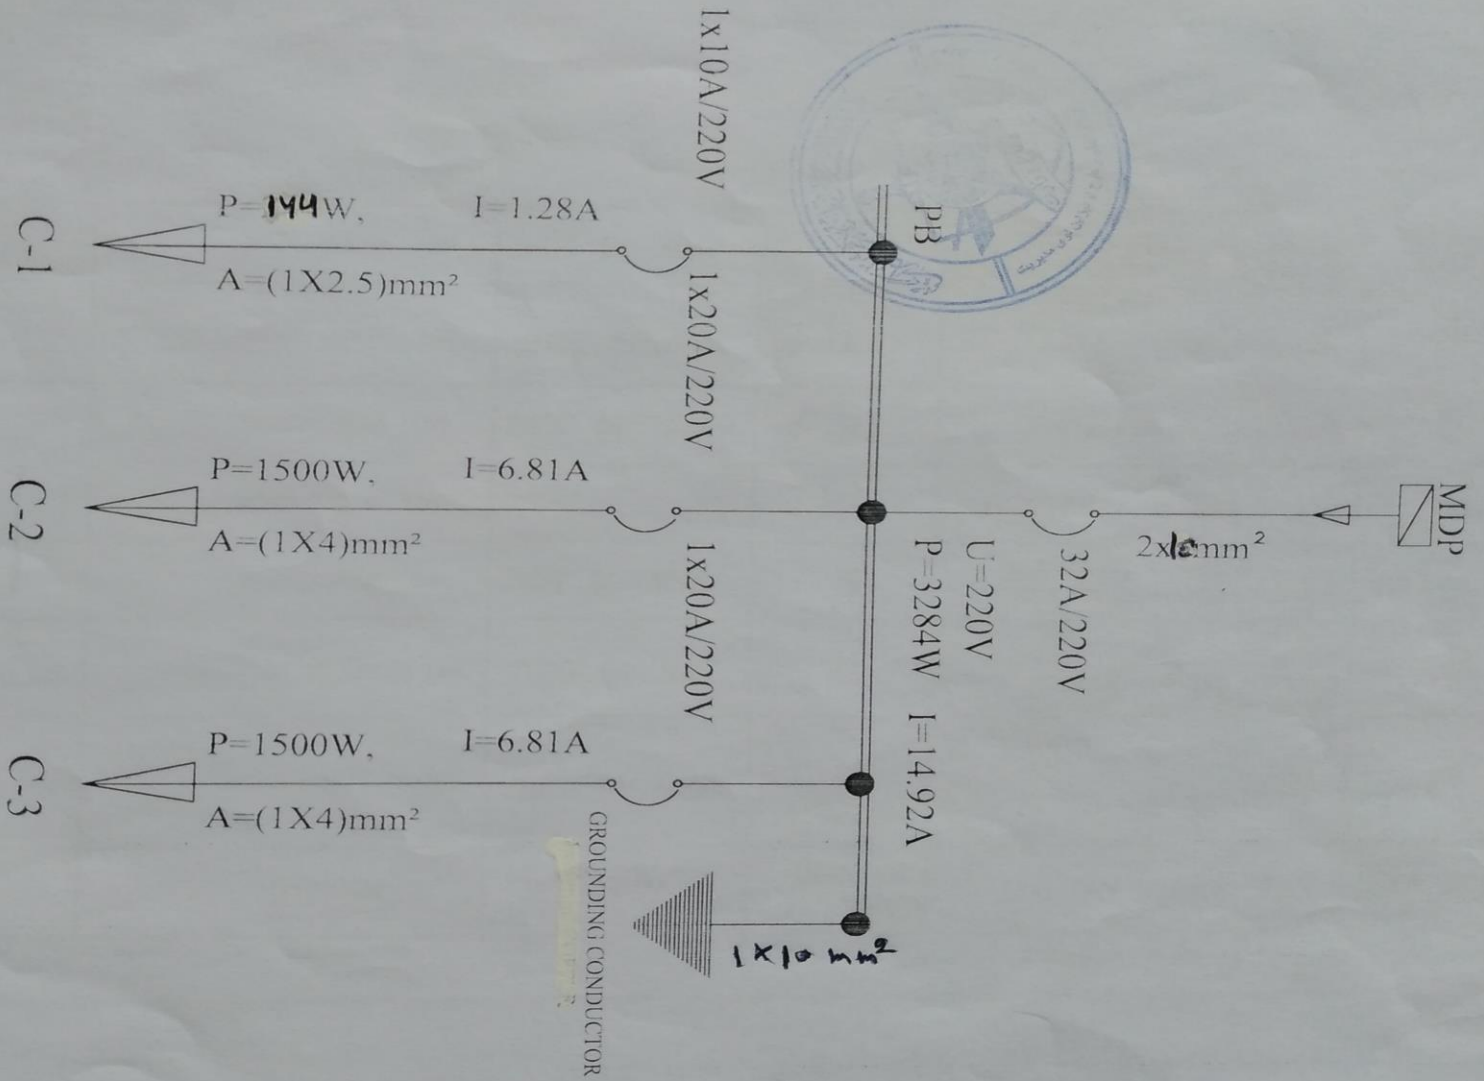 MDP
2x10mm²
32A/220V
U=220V
P=3284W I=14.92A
PB
1x10A/220V
1x20A/220V
1x20A/220V
P=144W, I=1.28A
A=(1X2.5)mm²
C-1
P=1500W, I=6.81A
A=(1X4)mm²
C-2
P=1500W, I=6.81A
A=(1X4)mm²
C-3
1X10 mm²
GROUNDING CONDUCTOR